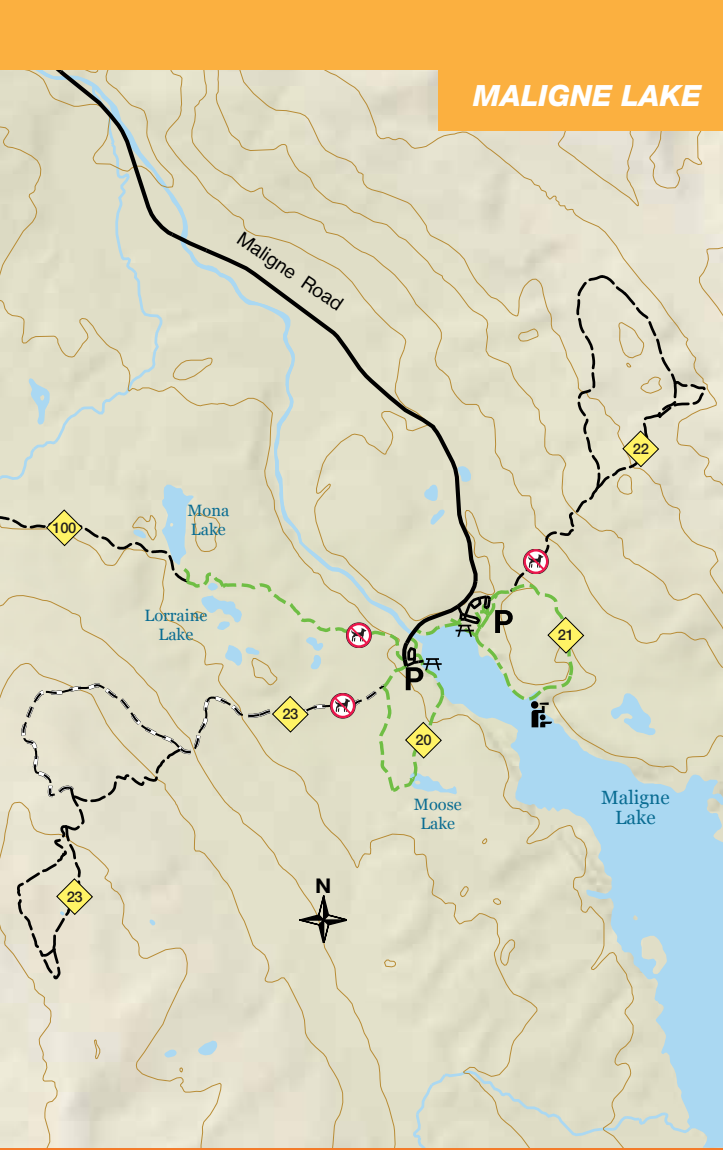 MALIGNE LAKE
Maligne Road
22
Mona
Lake
100
Lorraine
Lake
P
21
P
23
20
Maligne
Lake
Moose
Lake
N
23